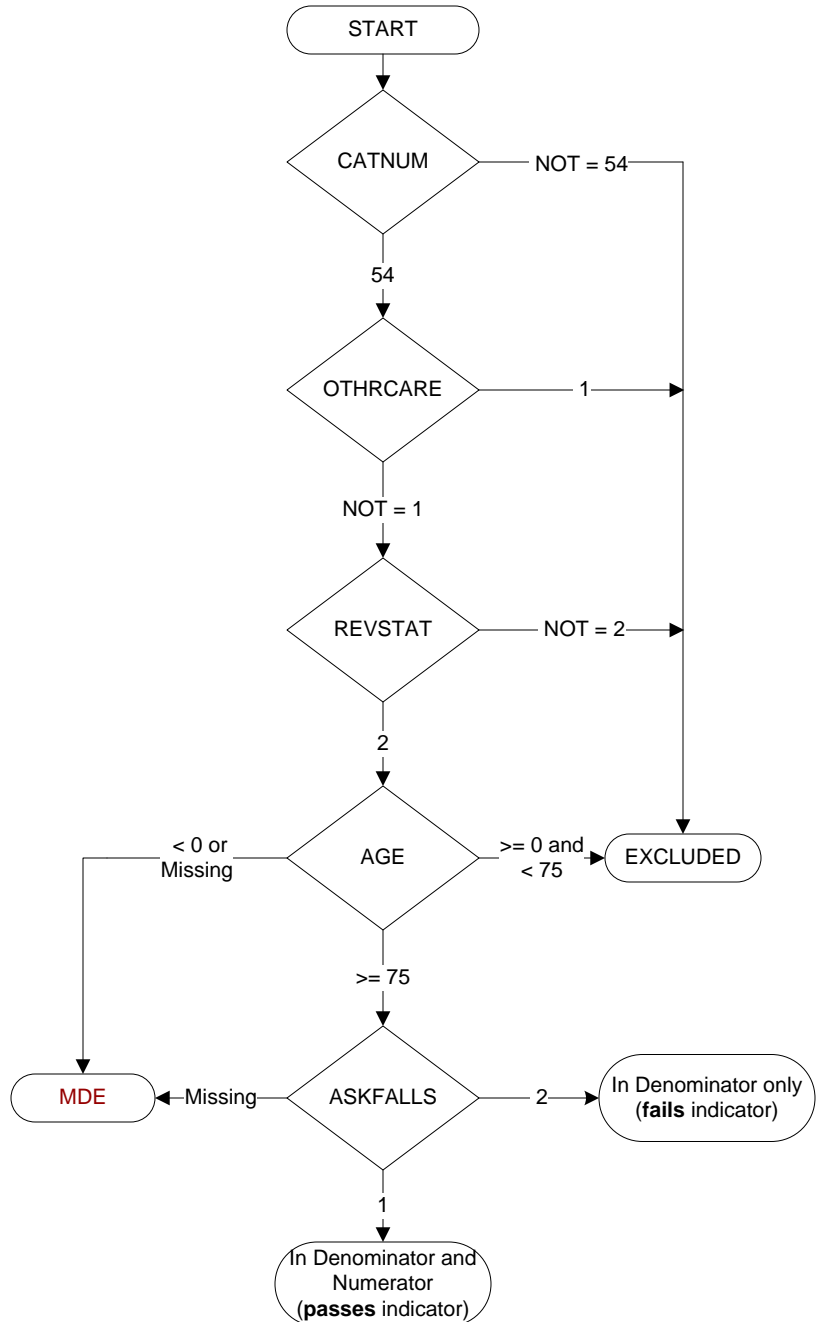 START
CATNUM
NOT = 54
54
OTHRCARE
1
NOT = 1
REVSTAT
NOT = 2
2
< 0 or
Missing
AGE
>= 0 and
< 75
EXCLUDED
>= 75
MDE
Missing
ASKFALLS
2
In Denominator only
(fails indicator)
1
In Denominator and
Numerator
(passes indicator)